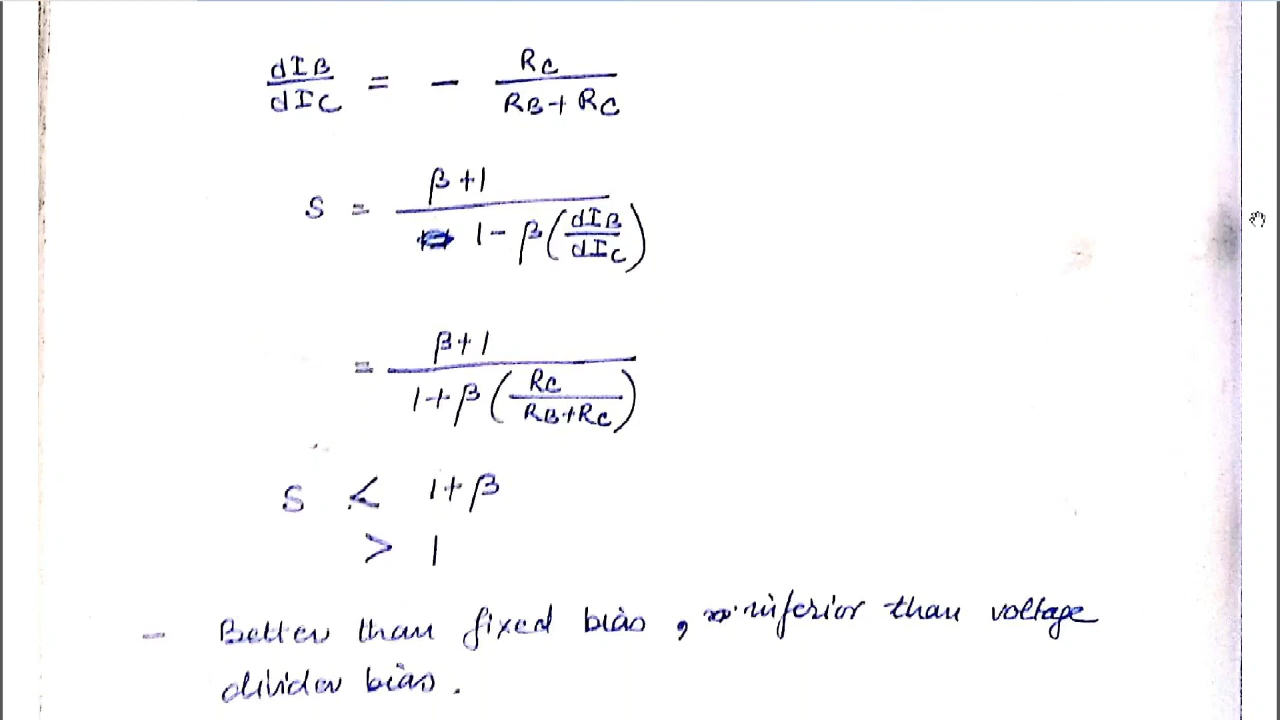 dIB/dIC = - RC/(RB+RC)
S = (β+1)/(1-β(dIB/dIC))
= (β+1)/(1+β(RC/(RB+RC)))
S < 1+β
> 1
- Better than fixed bias, inferior than voltage
divider bias.